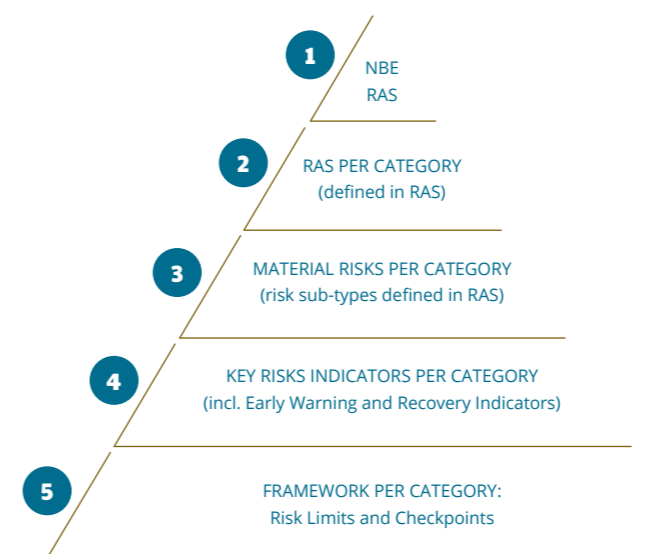 1
NBE
RAS
2
RAS PER CATEGORY
(defined in RAS)
3
MATERIAL RISKS PER CATEGORY
(risk sub-types defined in RAS)
4
KEY RISKS INDICATORS PER CATEGORY
(incl. Early Warning and Recovery Indicators)
5
FRAMEWORK PER CATEGORY:
Risk Limits and Checkpoints